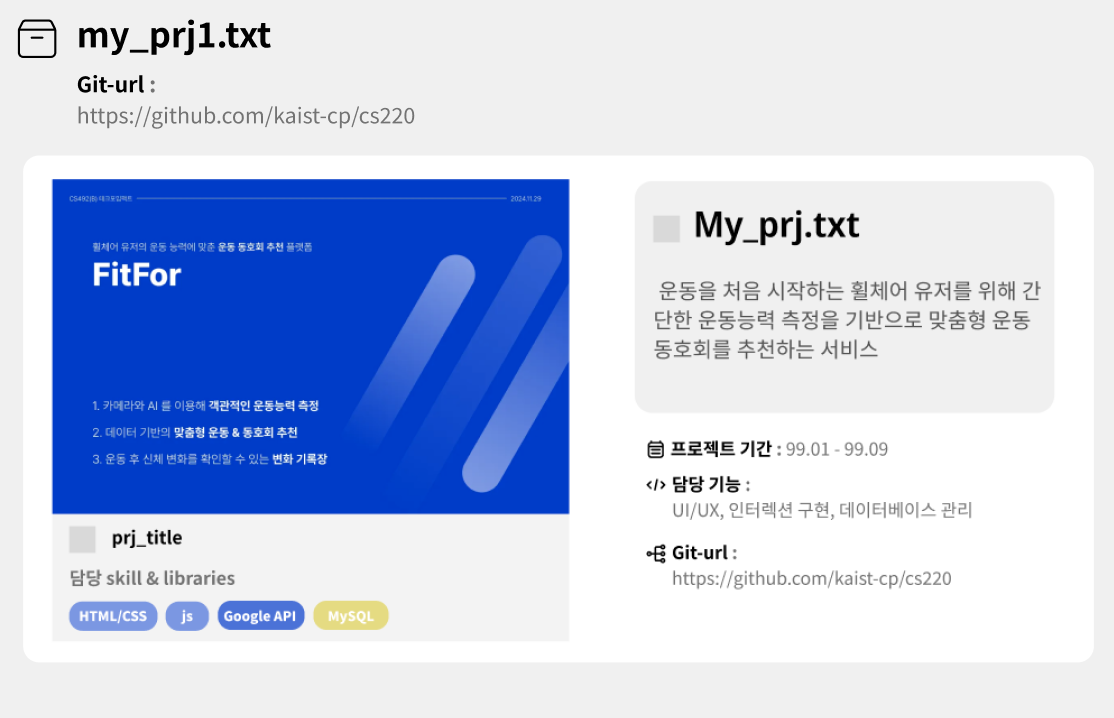 my_prj1.txt
Git-url :
https://github.com/kaist-cp/cs220
CS492(B) 테크포임팩트
2024.11.29
휠체어 유저의 운동 능력에 맞춘 운동 동호회 추천 플랫폼
FitFor
1. 카메라와 AI 를 이용해 객관적인 운동능력 측정
2. 데이터 기반의 맞춤형 운동 & 동호회 추천
3. 운동 후 신체 변화를 확인할 수 있는 변화 기록장
prj_title
담당 skill & libraries
HTML/CSS
js
Google API
MySQL
My_prj.txt
운동을 처음 시작하는 휠체어 유저를 위해 간
단한 운동능력 측정을 기반으로 맞춤형 운동
동호회를 추천하는 서비스
프로젝트 기간 : 99.01 - 99.09
담당 기능 :
UI/UX, 인터렉션 구현, 데이터베이스 관리
Git-url :
https://github.com/kaist-cp/cs220